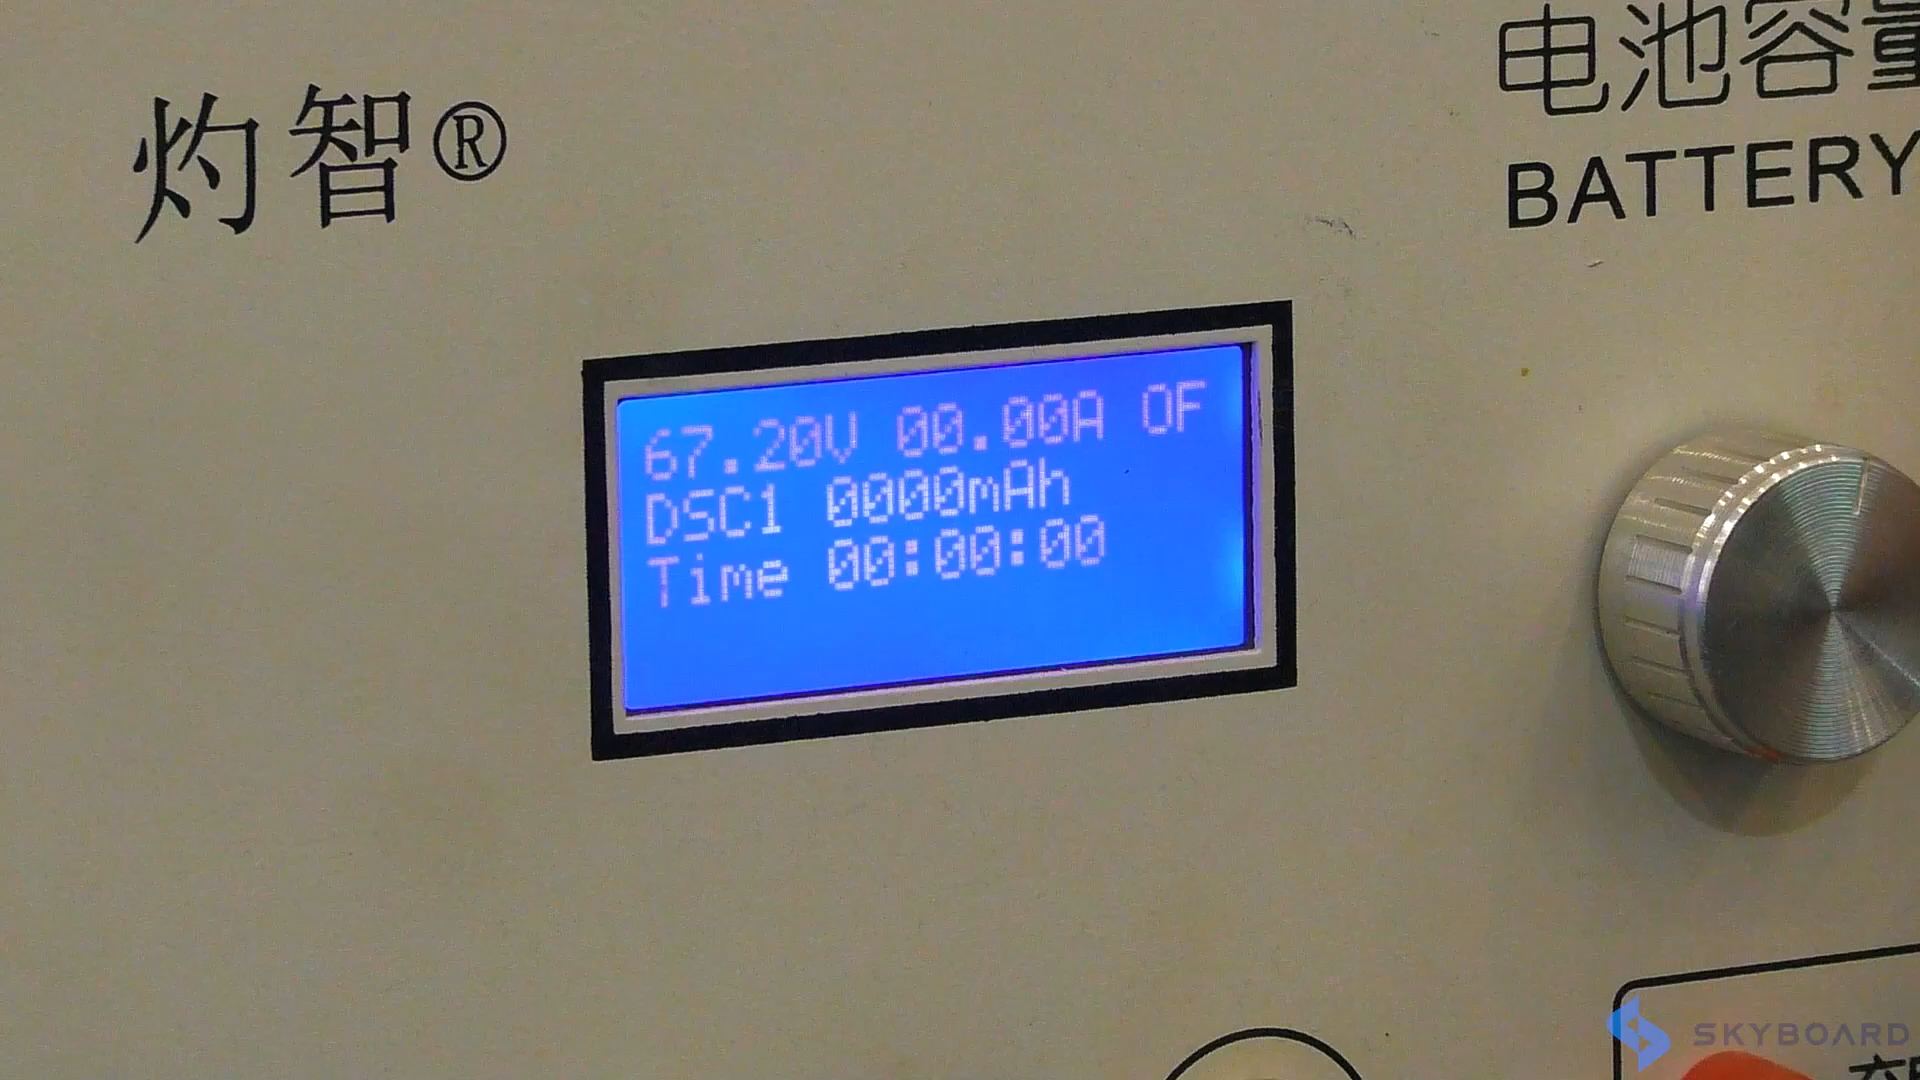 灼智®
电池容量
BATTERY
67.20V 00.00A OF
DSC1 0000mAh
Time 00:00:00
SKYBOARD